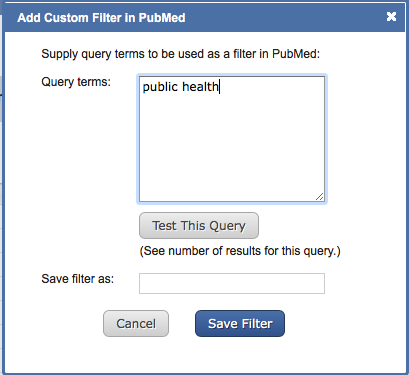 Add Custom Filter in PubMed
Supply query terms to be used as a filter in PubMed:
Query terms:
public health
Test This Query
(See number of results for this query.)
Save filter as:
Cancel
Save Filter